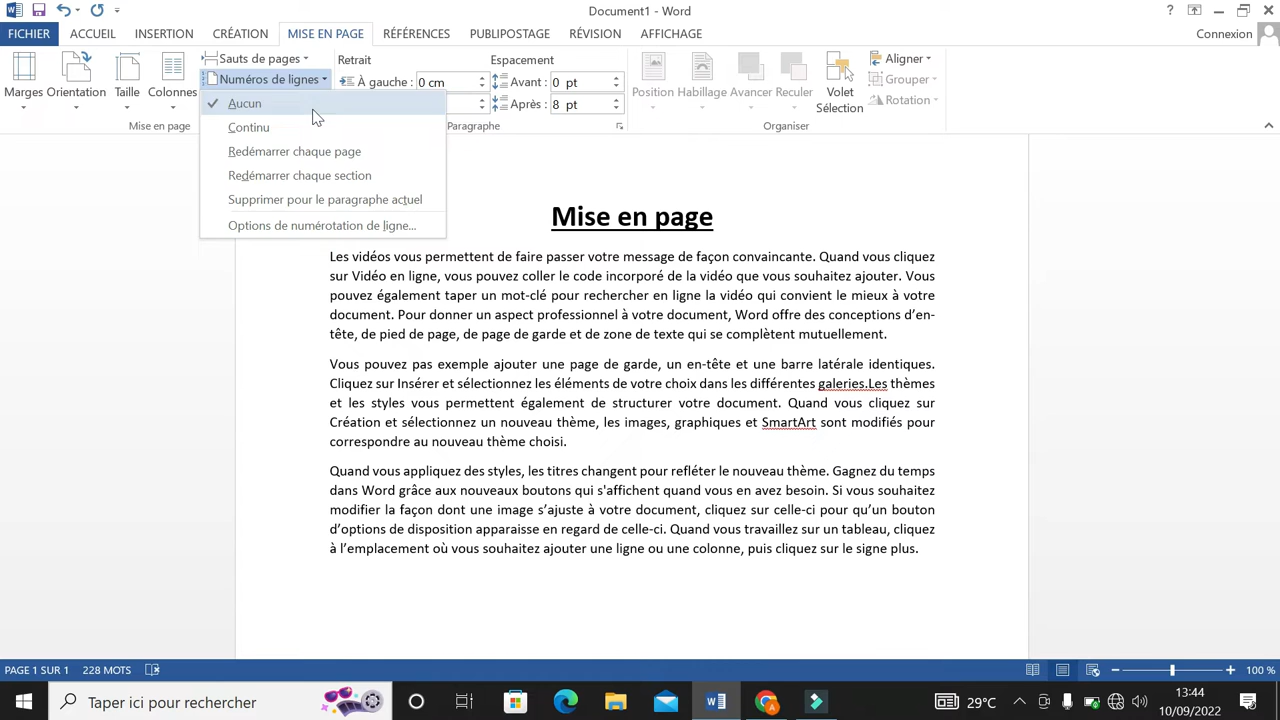 Document1 - Word
?
FICHIER ACCUEIL INSERTION CRÉATION MISE EN PAGE RÉFÉRENCES PUBLIPOSTAGE RÉVISION AFFICHAGE Connexion
Marges Orientation Taille Colonnes
Sauts de pages
Numéros de lignes
Retrait
À gauche : 0 cm
Espacement
Avant : 0 pt
Après : 8 pt
Position Habillage Avancer Reculer Volet Sélection
Aligner
Grouper
Rotation
Mise en page Paragraphe Organiser
Aucun
Continu
Redémarrer chaque page
Redémarrer chaque section
Supprimer pour le paragraphe actuel
Options de numérotation de ligne...
Mise en page
Les vidéos vous permettent de faire passer votre message de façon convaincante. Quand vous cliquez
sur Vidéo en ligne, vous pouvez coller le code incorporé de la vidéo que vous souhaitez ajouter. Vous
pouvez également taper un mot-clé pour rechercher en ligne la vidéo qui convient le mieux à votre
document. Pour donner un aspect professionnel à votre document, Word offre des conceptions d’en-
tête, de pied de page, de page de garde et de zone de texte qui se complètent mutuellement.
Vous pouvez pas exemple ajouter une page de garde, un en-tête et une barre latérale identiques.
Cliquez sur Insérer et sélectionnez les éléments de votre choix dans les différentes galeries.Les thèmes
et les styles vous permettent également de structurer votre document. Quand vous cliquez sur
Création et sélectionnez un nouveau thème, les images, graphiques et SmartArt sont modifiés pour
correspondre au nouveau thème choisi.
Quand vous appliquez des styles, les titres changent pour refléter le nouveau thème. Gagnez du temps
dans Word grâce aux nouveaux boutons qui s'affichent quand vous en avez besoin. Si vous souhaitez
modifier la façon dont une image s’ajuste à votre document, cliquez sur celle-ci pour qu’un bouton
d’options de disposition apparaisse en regard de celle-ci. Quand vous travaillez sur un tableau, cliquez
à l’emplacement où vous souhaitez ajouter une ligne ou une colonne, puis cliquez sur le signe plus.
PAGE 1 SUR 1 228 MOTS 100 %
Taper ici pour rechercher
29°C
13:44
10/09/2022